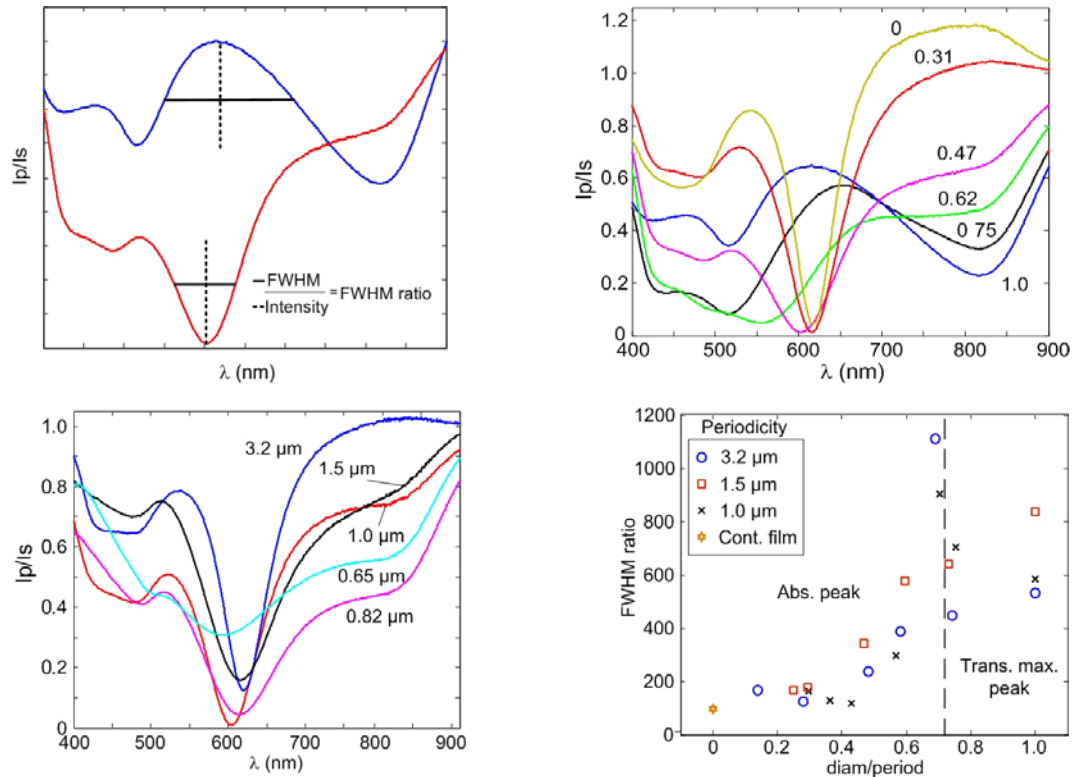 Ip/Is
FWHM
Intensity
= FWHM ratio
λ (nm)
Ip/Is
1.2
1.0
0.8
0.6
0.4
0.2
0
0
0.31
0.47
0.62
0 75
1.0
400 500 600 700 800 900
λ (nm)
Ip/Is
1.0
0.8
0.6
0.4
0.2
0
3.2 µm
1.5 µm
1.0 µm
0.65 µm
0.82 µm
400 500 600 700 800 900
λ (nm)
FWHM ratio
1200
1000
800
600
400
200
0
Periodicity
3.2 µm
1.5 µm
1.0 µm
Cont. film
Abs. peak
Trans. max.
peak
0 0.2 0.4 0.6 0.8 1.0
diam/period